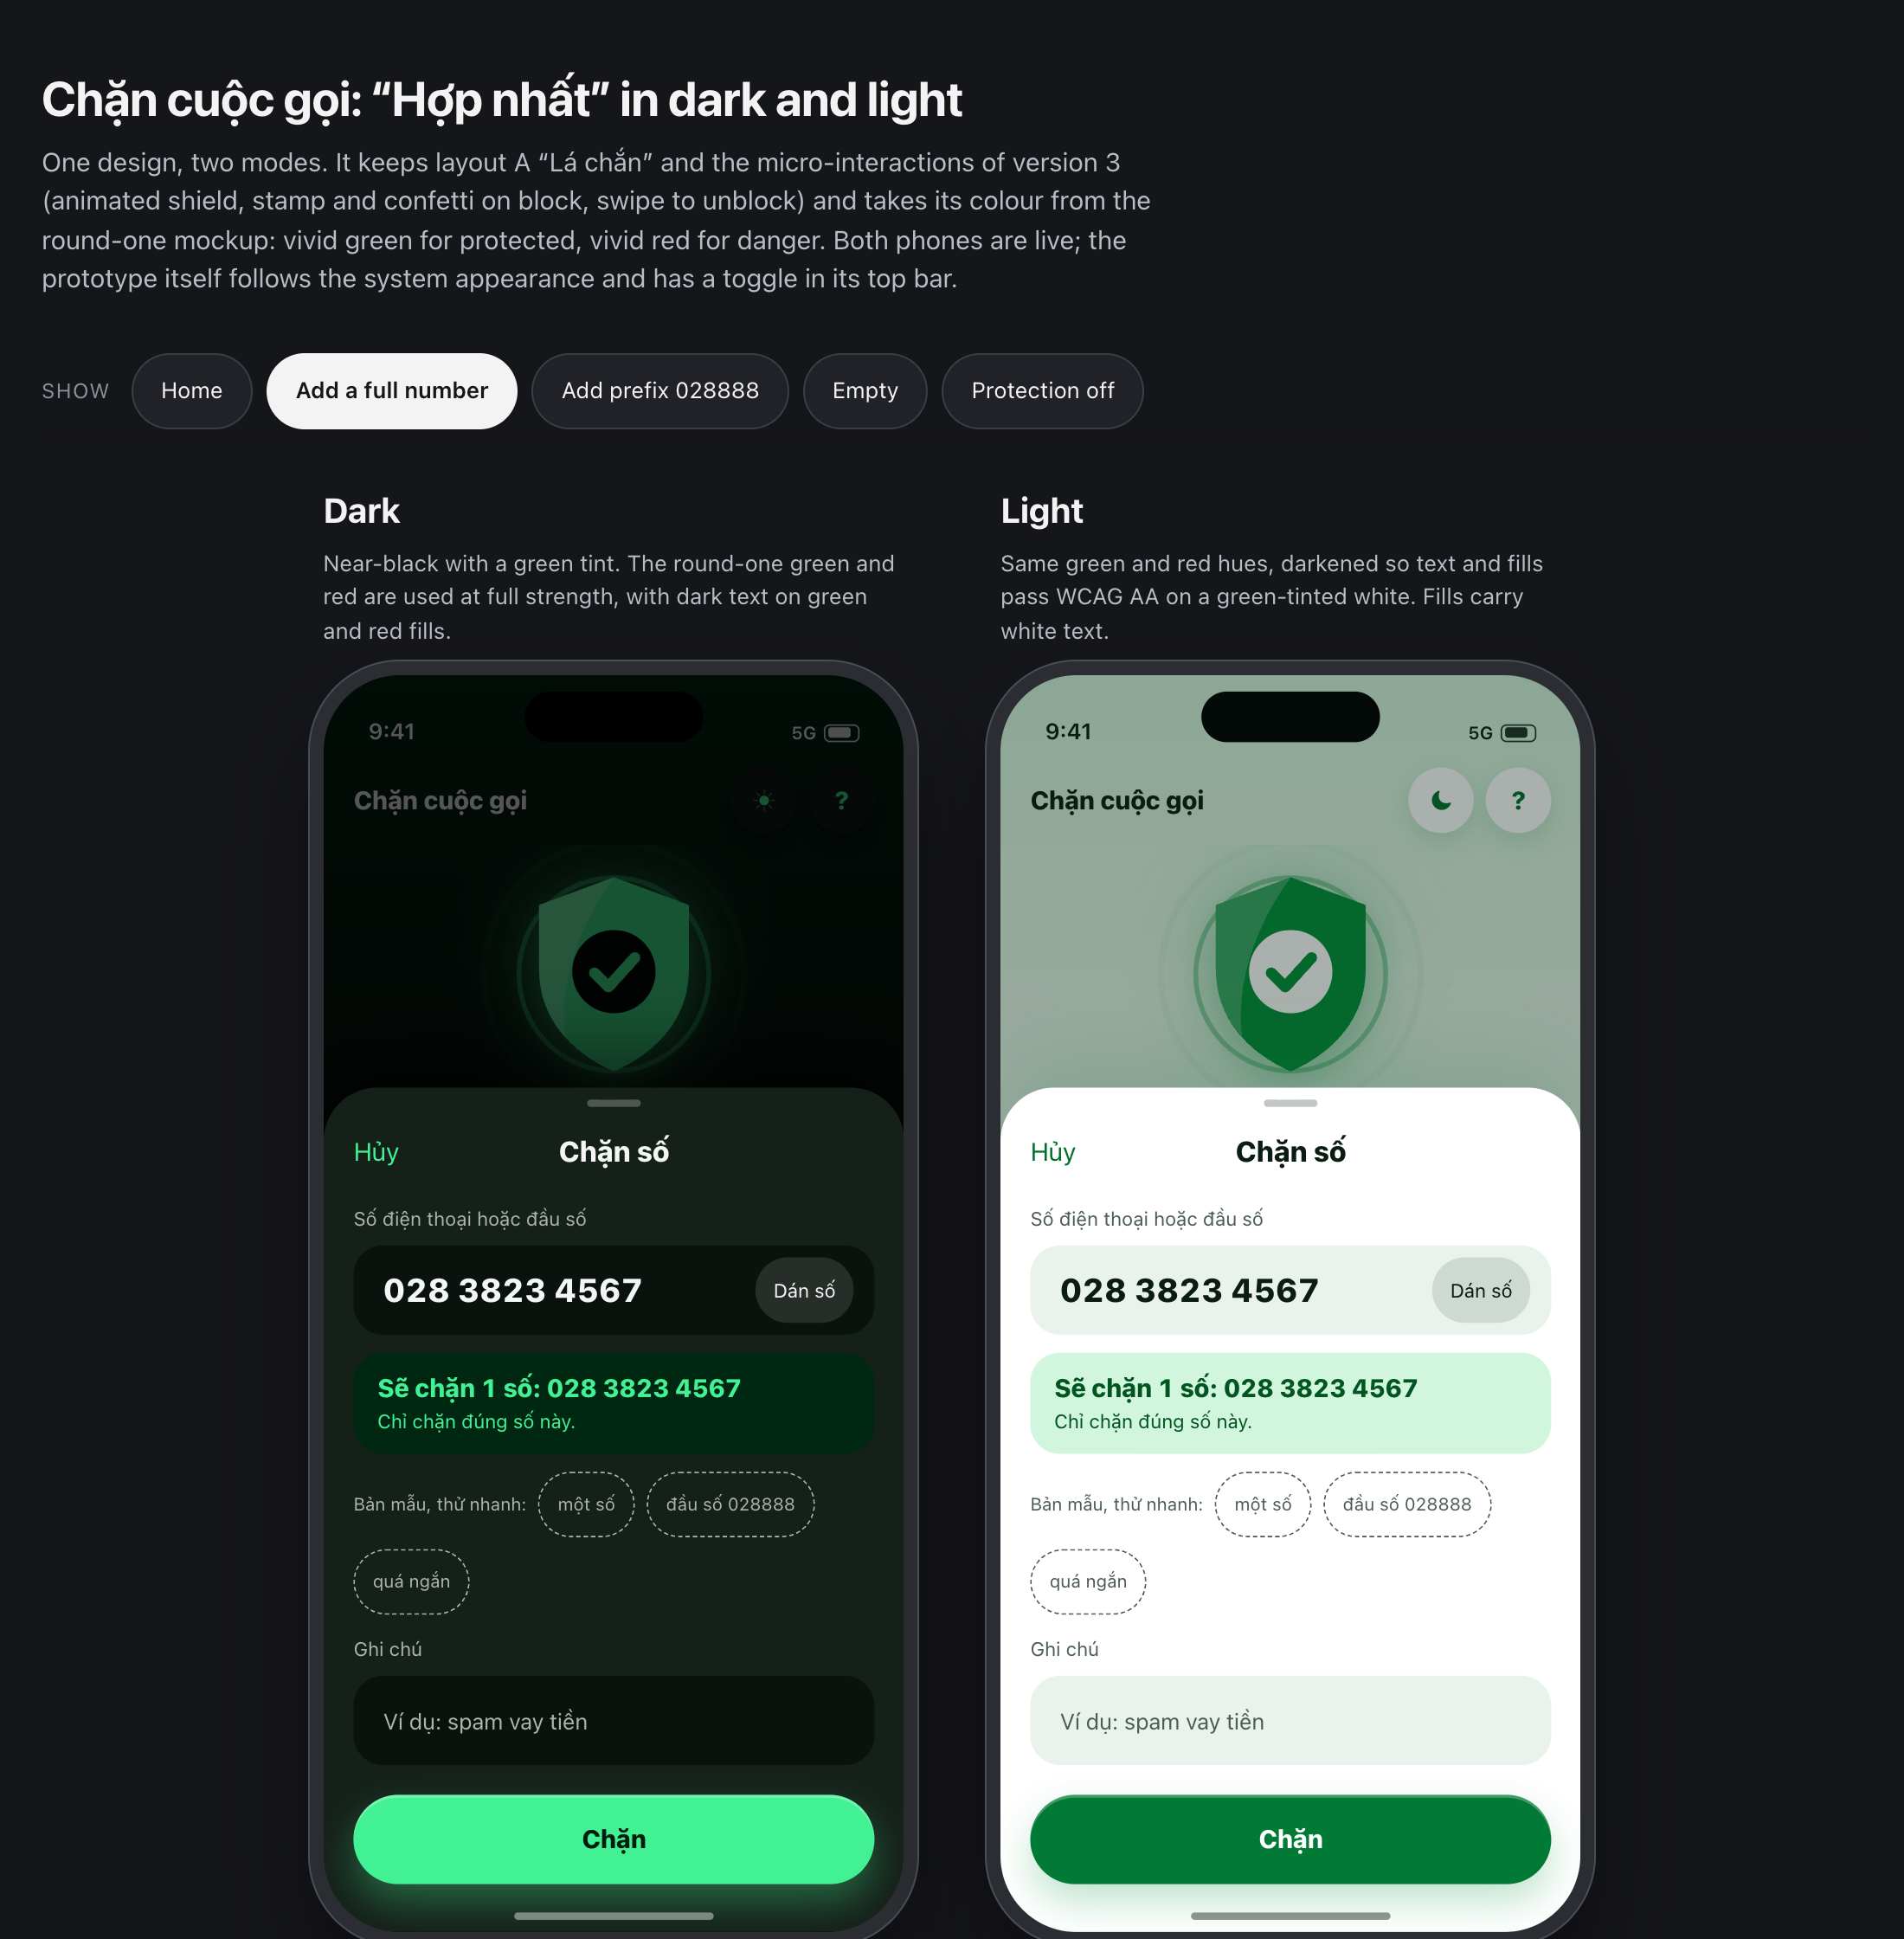 Chặn cuộc gọi: “Hợp nhất” in dark and light
One design, two modes. It keeps layout A “Lá chắn” and the micro-interactions of version 3
(animated shield, stamp and confetti on block, swipe to unblock) and takes its colour from the
round-one mockup: vivid green for protected, vivid red for danger. Both phones are live; the
prototype itself follows the system appearance and has a toggle in its top bar.
SHOW
Home
Add a full number
Add prefix 028888
Empty
Protection off
Dark
Near-black with a green tint. The round-one green and
red are used at full strength, with dark text on green
and red fills.
9:41
5G
Chặn cuộc gọi
?
Hủy
Chặn số
Số điện thoại hoặc đầu số
028 3823 4567
Dán số
Sẽ chặn 1 số: 028 3823 4567
Chỉ chặn đúng số này.
Bản mẫu, thử nhanh:
một số
đầu số 028888
quá ngắn
Ghi chú
Ví dụ: spam vay tiền
Chặn
Light
Same green and red hues, darkened so text and fills
pass WCAG AA on a green-tinted white. Fills carry
white text.
9:41
5G
Chặn cuộc gọi
?
Hủy
Chặn số
Số điện thoại hoặc đầu số
028 3823 4567
Dán số
Sẽ chặn 1 số: 028 3823 4567
Chỉ chặn đúng số này.
Bản mẫu, thử nhanh:
một số
đầu số 028888
quá ngắn
Ghi chú
Ví dụ: spam vay tiền
Chặn